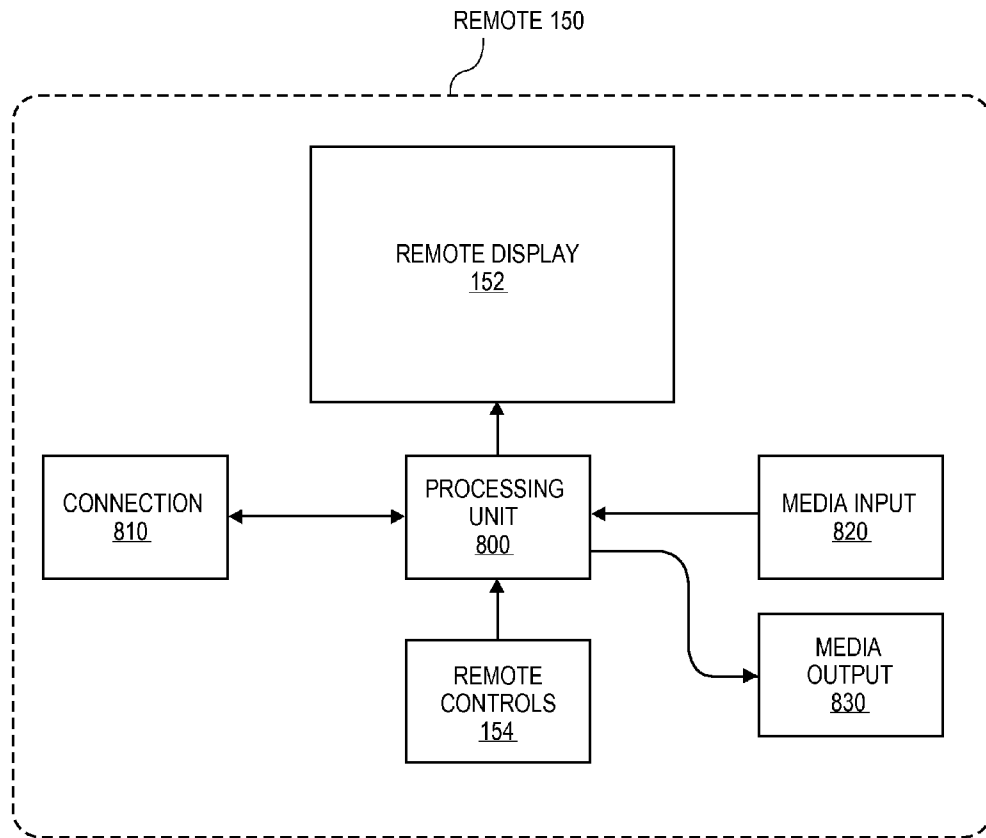 REMOTE 150
REMOTE DISPLAY
152
CONNECTION
810
PROCESSING
UNIT
800
MEDIA INPUT
820
REMOTE
CONTROLS
154
MEDIA
OUTPUT
830